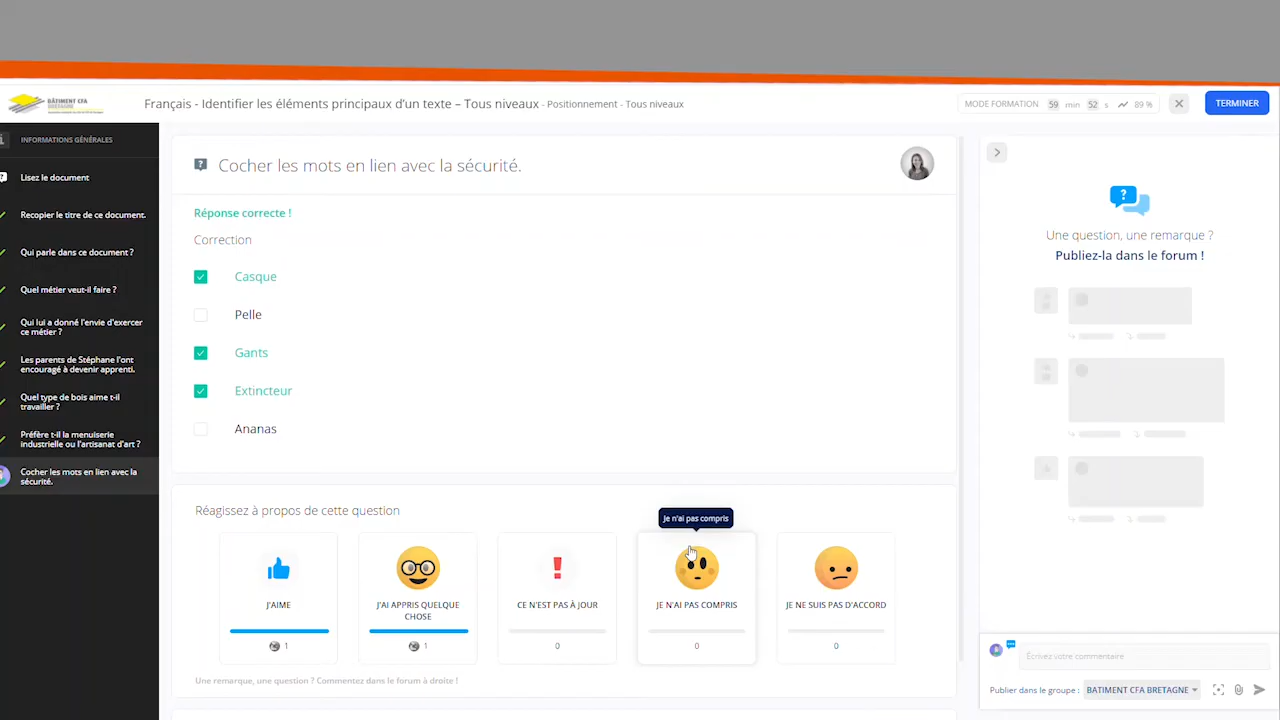 BÂTIMENT CFA
BRETAGNE
Français - Identifier les éléments principaux d'un texte – Tous niveaux - Positionnement - Tous niveaux
MODE FORMATION 59 min 52 s 89 %
TERMINER
INFORMATIONS GÉNÉRALES
Lisez le document
Recopier le titre de ce document.
Qui parle dans ce document ?
Quel métier veut-il faire ?
Qui lui a donné l'envie d'exercer
ce métier ?
Les parents de Stéphane l'ont
encouragé à devenir apprenti.
Quel type de bois aime t-il
travailler ?
Préfère t-il la menuiserie
industrielle ou l'artisanat d'art ?
Cocher les mots en lien avec la
sécurité.
Cocher les mots en lien avec la sécurité.
Réponse correcte !
Correction
Casque
Pelle
Gants
Extincteur
Ananas
Réagissez à propos de cette question
Je n'ai pas compris
J'AIME
1
J'AI APPRIS QUELQUE
CHOSE
1
CE N'EST PAS À JOUR
0
JE N'AI PAS COMPRIS
0
JE NE SUIS PAS D'ACCORD
0
Une remarque, une question ? Commentez dans le forum à droite !
?
Une question, une remarque ?
Publiez-la dans le forum !
Écrivez votre commentaire
Publier dans le groupe : BATIMENT CFA BRETAGNE